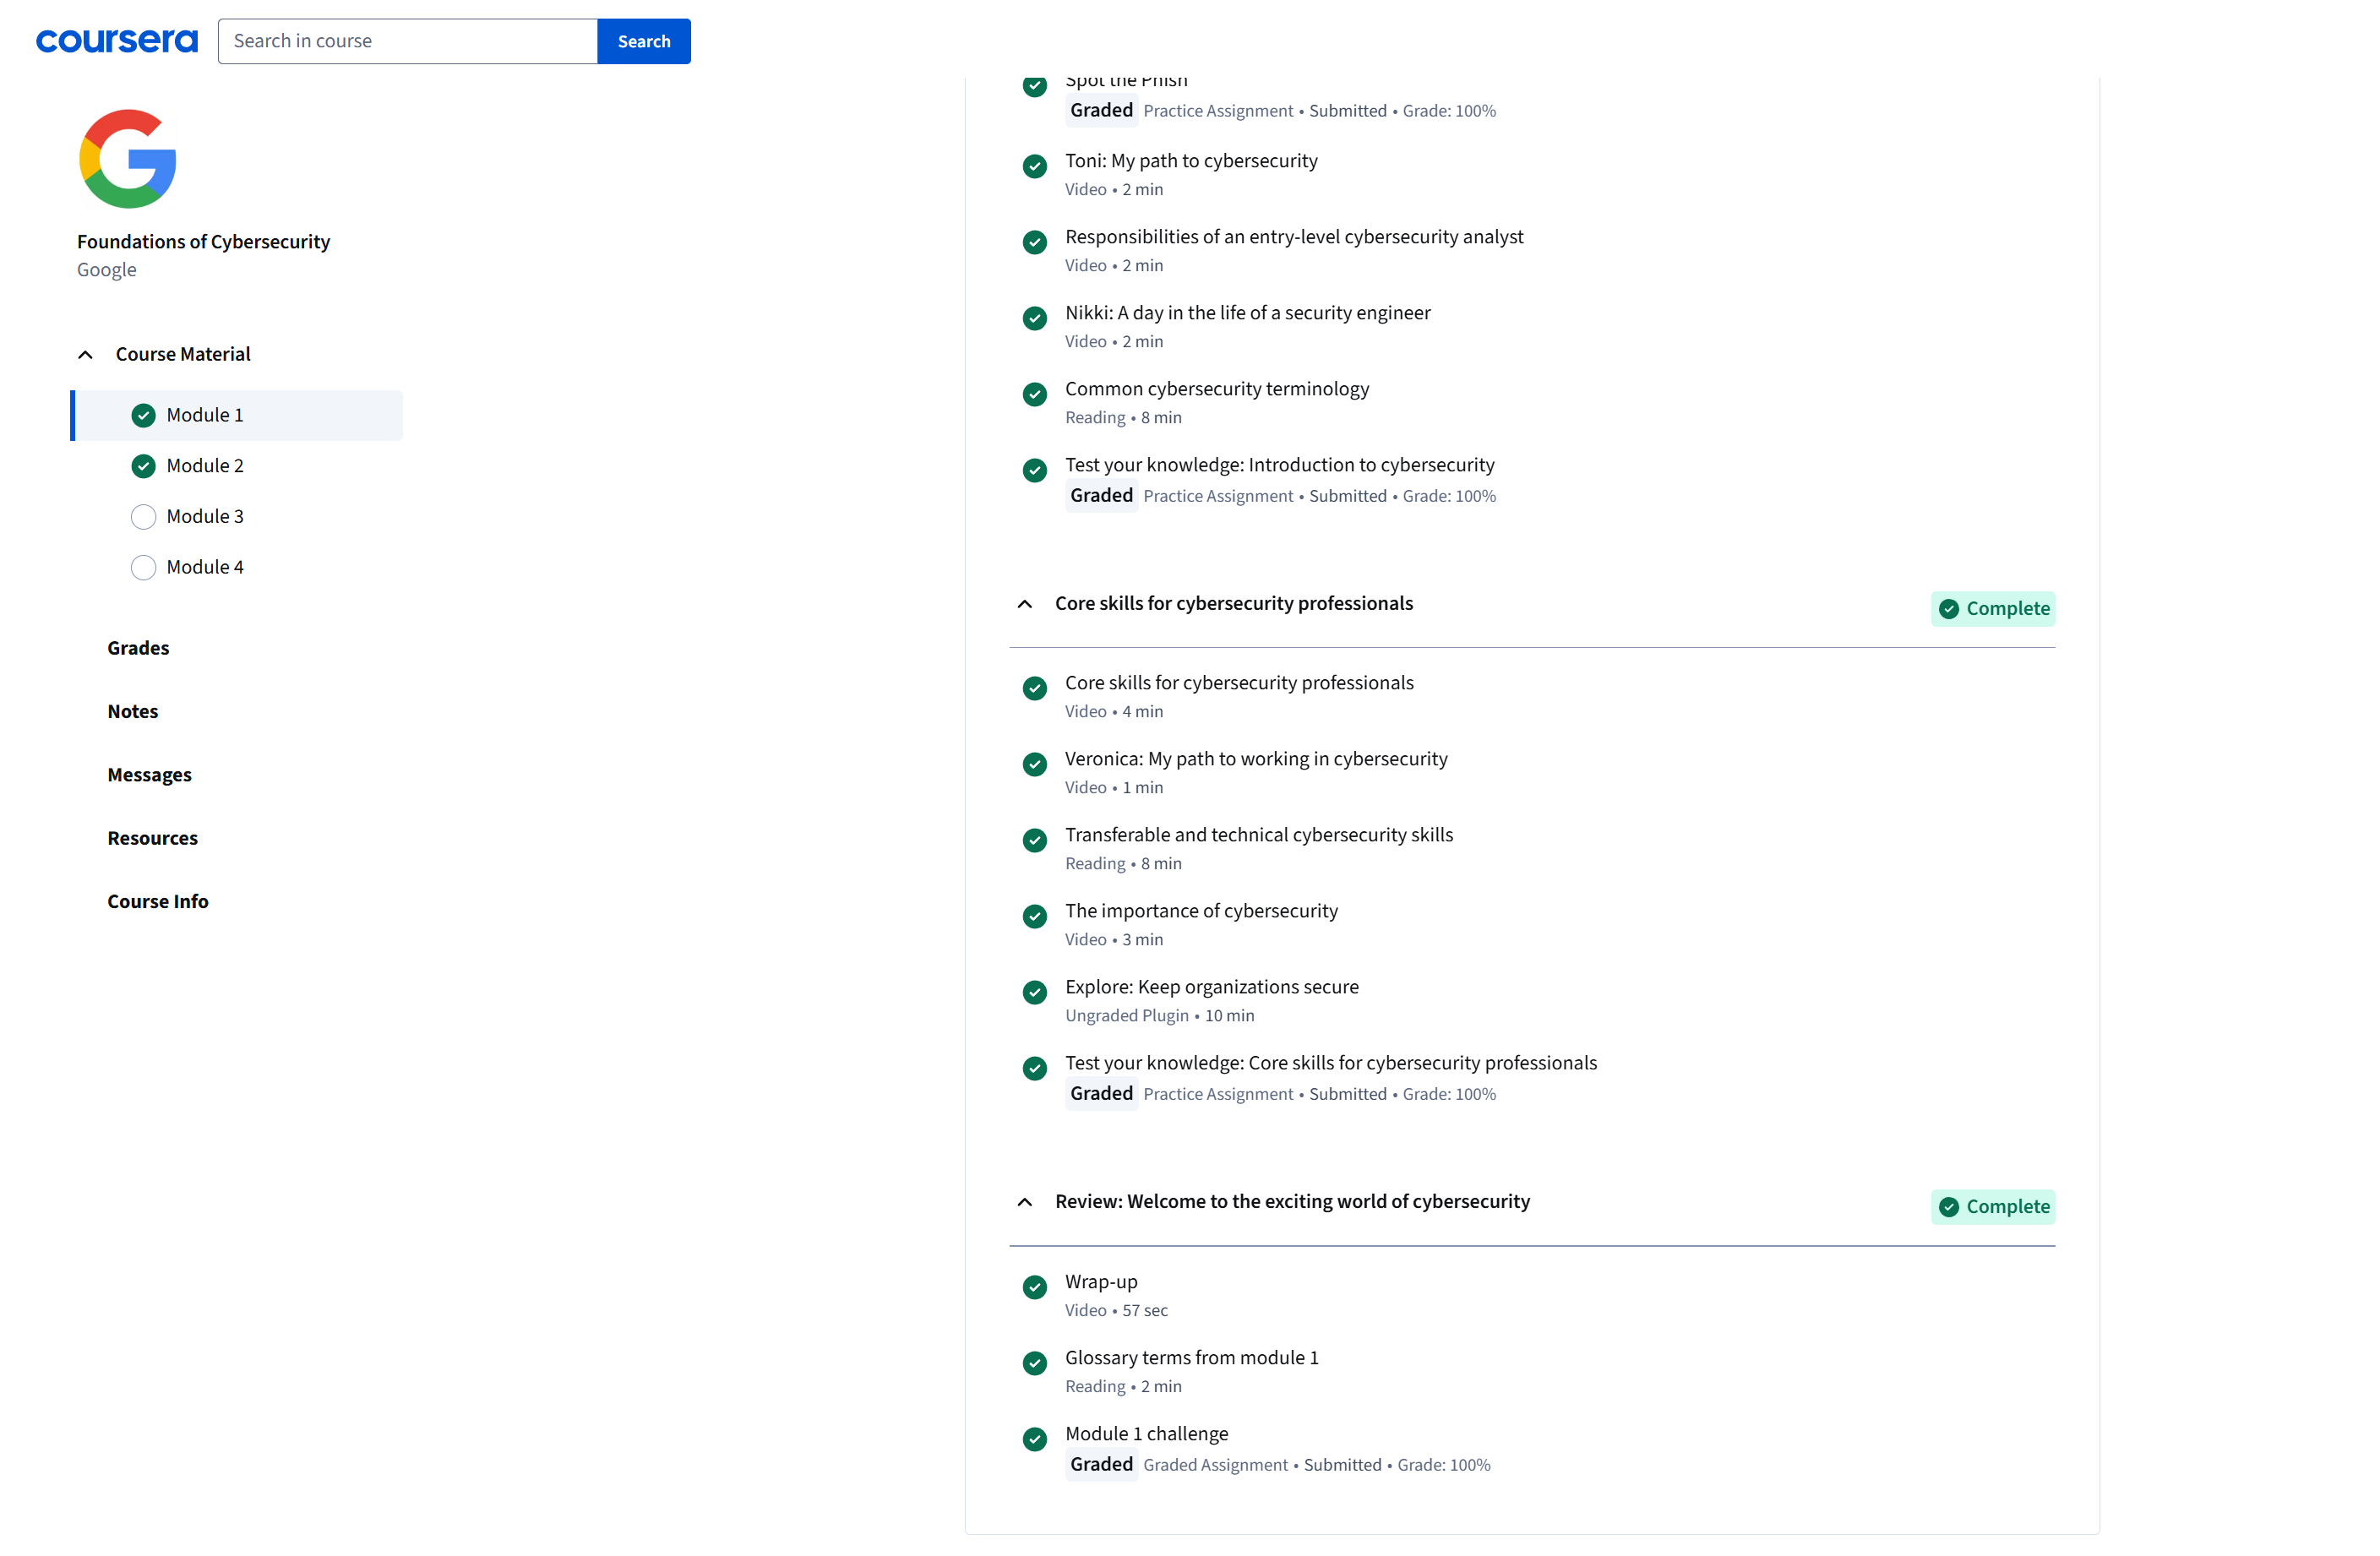 coursera
Search in course
Search
Foundations of Cybersecurity
Google
Course Material
Module 1
Module 2
Module 3
Module 4
Grades
Notes
Messages
Resources
Course Info
Spot the Phish
Graded Practice Assignment • Submitted • Grade: 100%
Toni: My path to cybersecurity
Video • 2 min
Responsibilities of an entry-level cybersecurity analyst
Video • 2 min
Nikki: A day in the life of a security engineer
Video • 2 min
Common cybersecurity terminology
Reading • 8 min
Test your knowledge: Introduction to cybersecurity
Graded Practice Assignment • Submitted • Grade: 100%
Core skills for cybersecurity professionals
Complete
Core skills for cybersecurity professionals
Video • 4 min
Veronica: My path to working in cybersecurity
Video • 1 min
Transferable and technical cybersecurity skills
Reading • 8 min
The importance of cybersecurity
Video • 3 min
Explore: Keep organizations secure
Ungraded Plugin • 10 min
Test your knowledge: Core skills for cybersecurity professionals
Graded Practice Assignment • Submitted • Grade: 100%
Review: Welcome to the exciting world of cybersecurity
Complete
Wrap-up
Video • 57 sec
Glossary terms from module 1
Reading • 2 min
Module 1 challenge
Graded Graded Assignment • Submitted • Grade: 100%